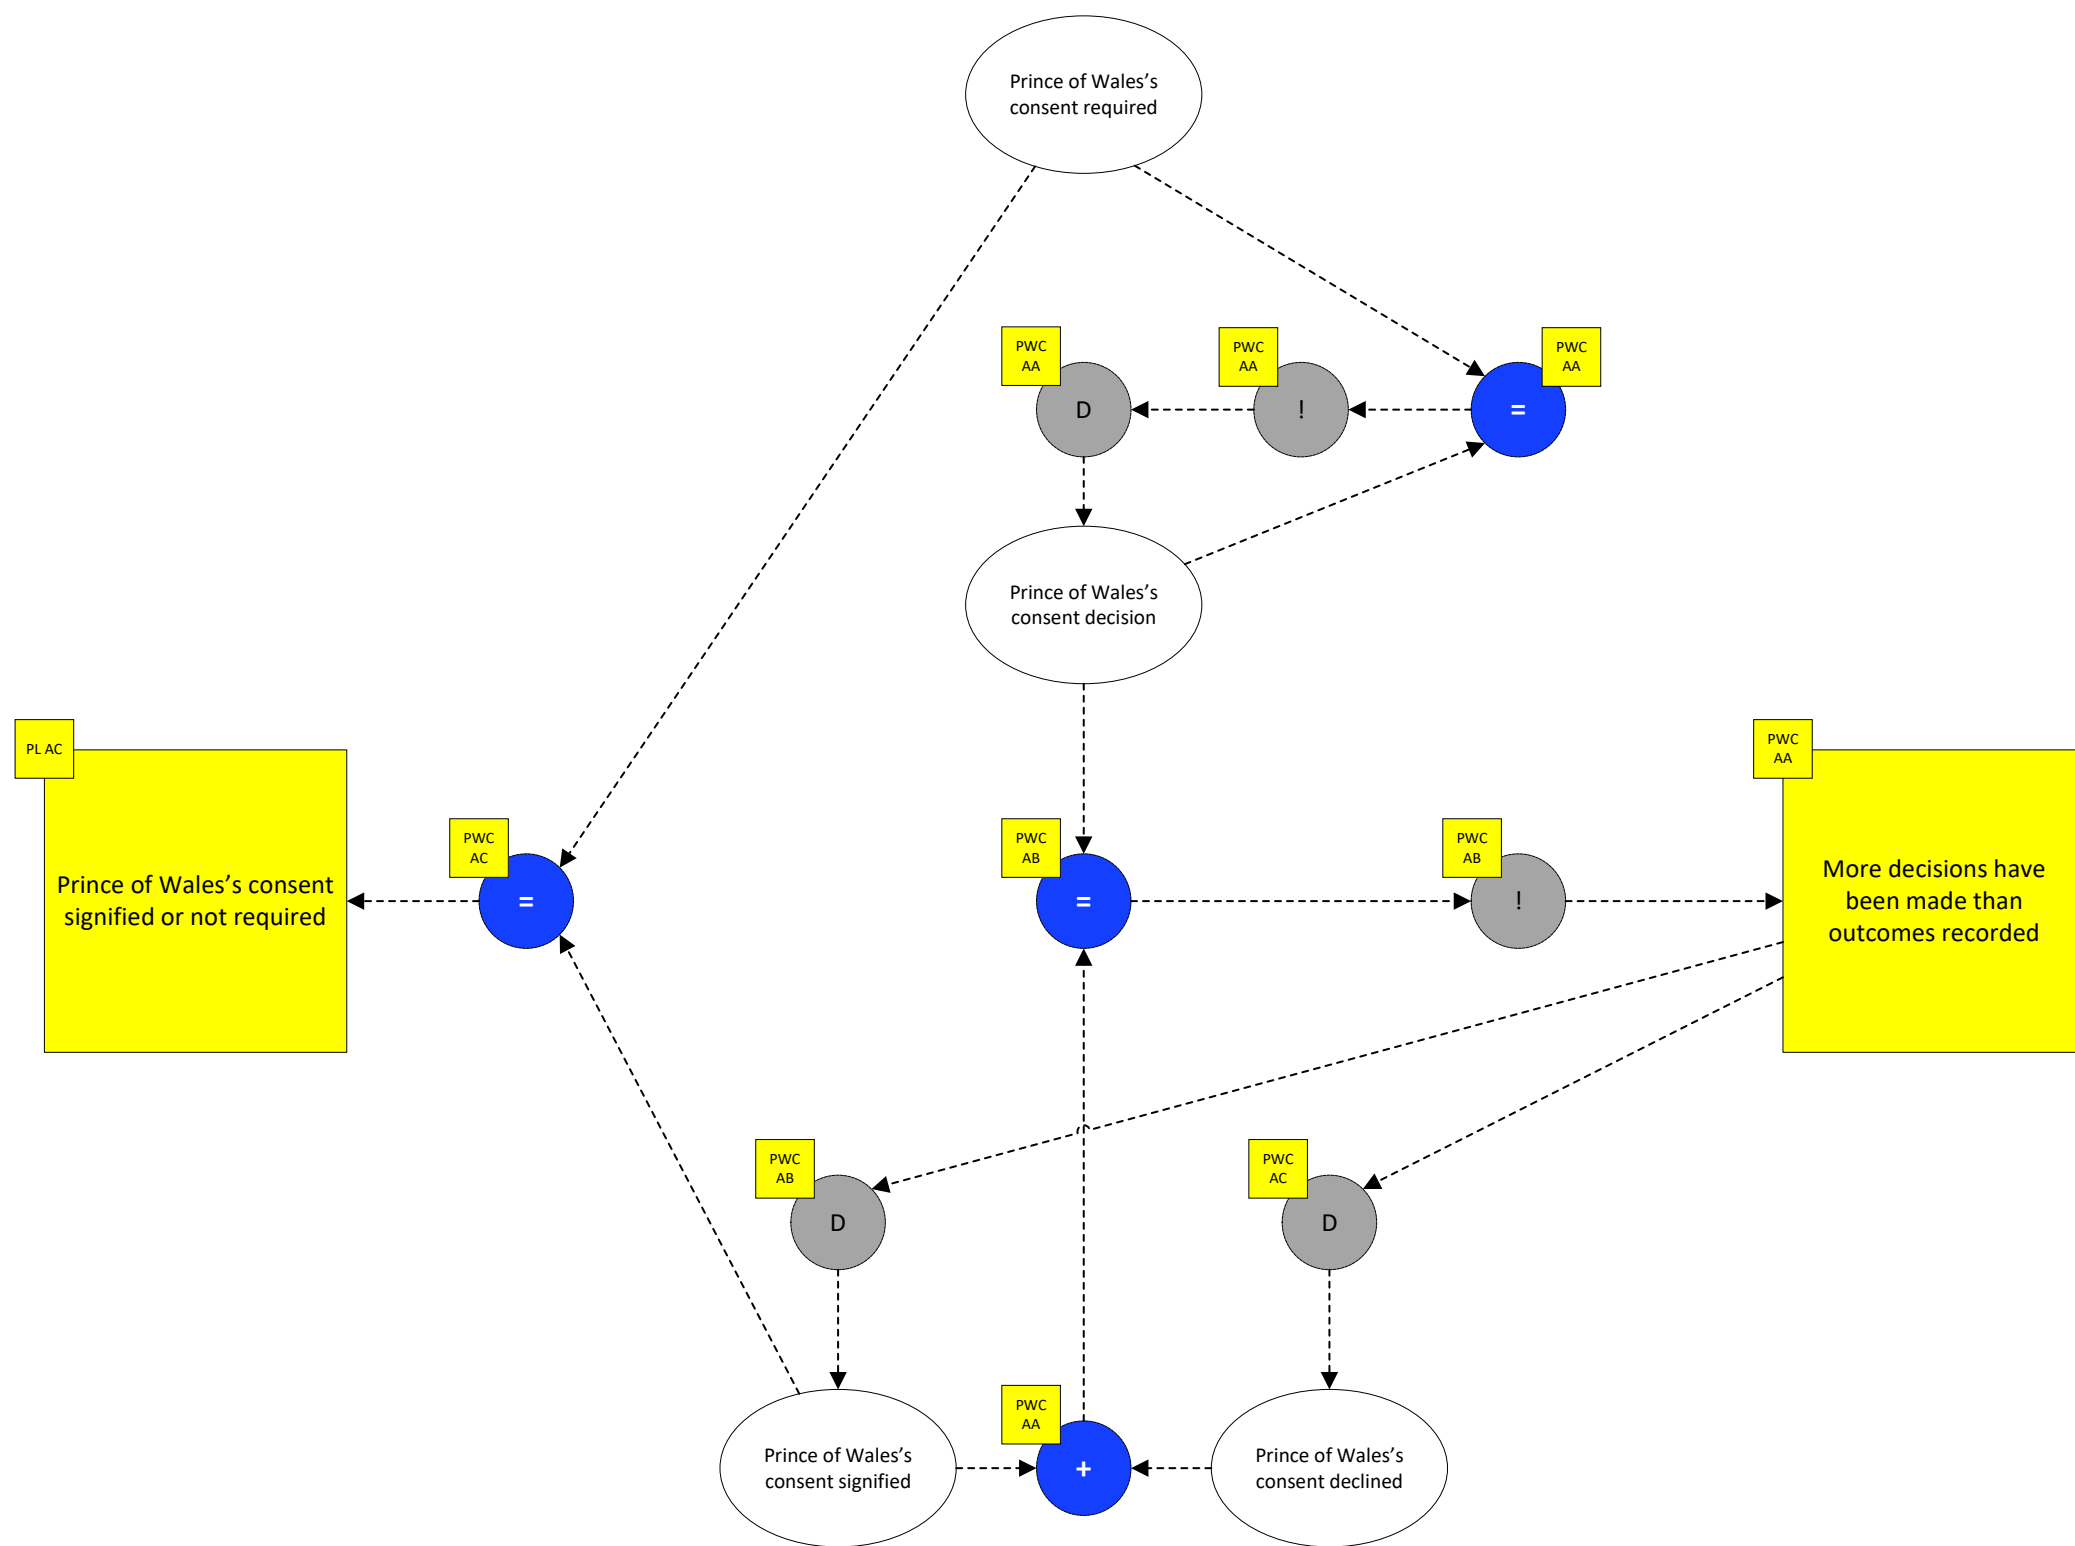 Prince of Wales’s
consent required
PWC
AA
PWC
AA
PWC
AA
D
!
=
Prince of Wales’s
consent decision
PL AC
PWC
AA
PWC
AC
PWC
AB
PWC
AB
Prince of Wales’s consent
signified or not required
=
=
!
More decisions have
been made than
outcomes recorded
PWC
AB
PWC
AC
D
D
PWC
AA
Prince of Wales’s
consent signified
+
Prince of Wales’s
consent declined